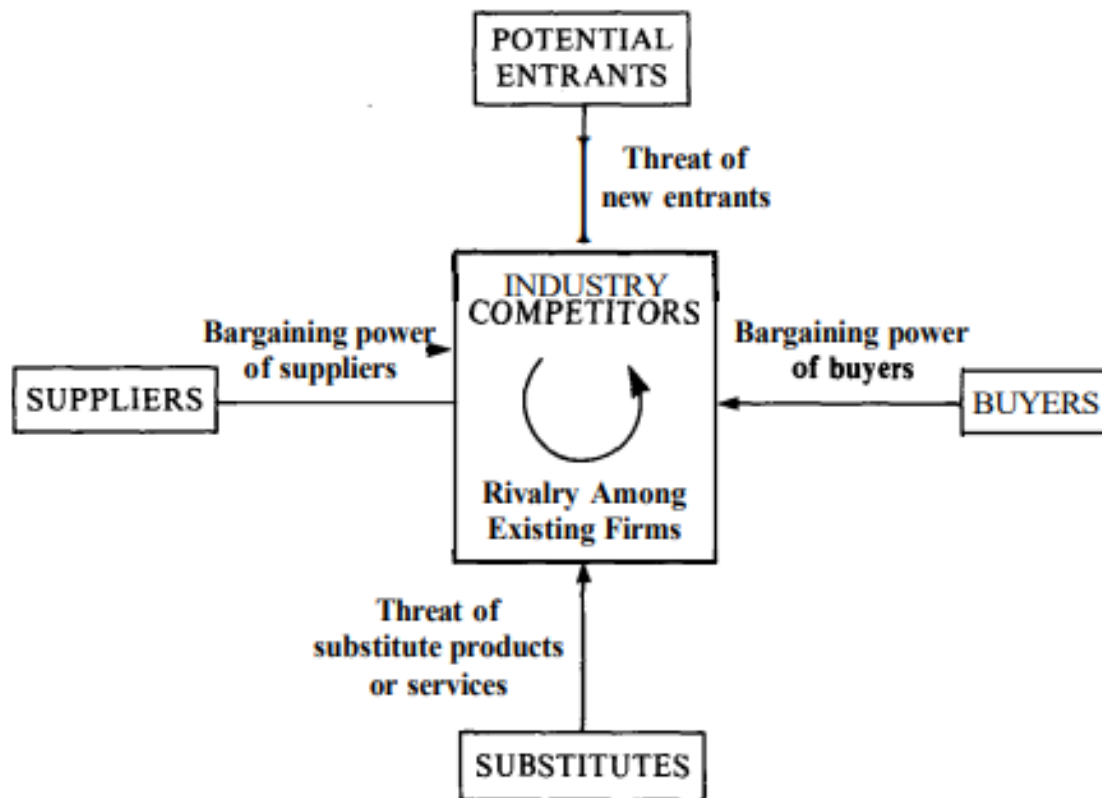 POTENTIAL
ENTRANTS
Threat of
new entrants
INDUSTRY
COMPETITORS
Bargaining power
of suppliers
SUPPLIERS
Bargaining power
of buyers
BUYERS
Rivalry Among
Existing Firms
Threat of
substitute products
or services
SUBSTITUTES